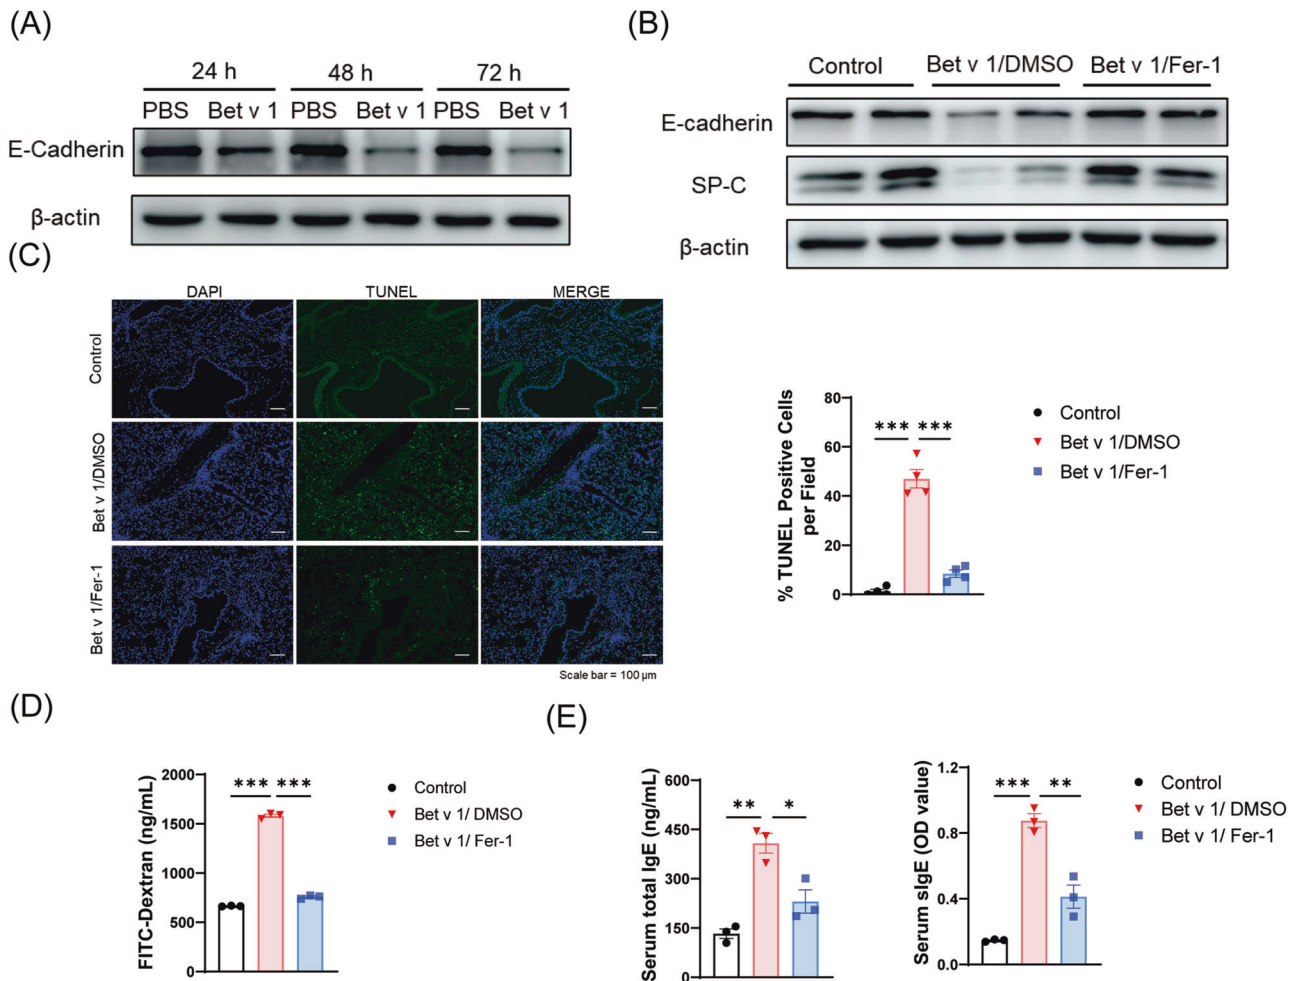 (A)
24 h 48 h 72 h
PBS Bet v 1 PBS Bet v 1 PBS Bet v 1
E-Cadherin
β-actin
(B)
Control Bet v 1/DMSO Bet v 1/Fer-1
E-cadherin
SP-C
β-actin
(C)
DAPI TUNEL MERGE
Control
Bet v 1/DMSO
Bet v 1/Fer-1
Scale bar = 100 µm
% TUNEL Positive Cells
per Field
80
60
40
20
0
*** ***
Control
Bet v 1/DMSO
Bet v 1/Fer-1
(D)
FITC-Dextran (ng/mL)
2000
1500
1000
500
0
*** ***
Control
Bet v 1/ DMSO
Bet v 1/ Fer-1
(E)
Serum total IgE (ng/mL)
600
450
300
150
0
** *
Serum sIgE (OD value)
1.2
0.8
0.4
0.0
*** **
Control
Bet v 1/ DMSO
Bet v 1/ Fer-1